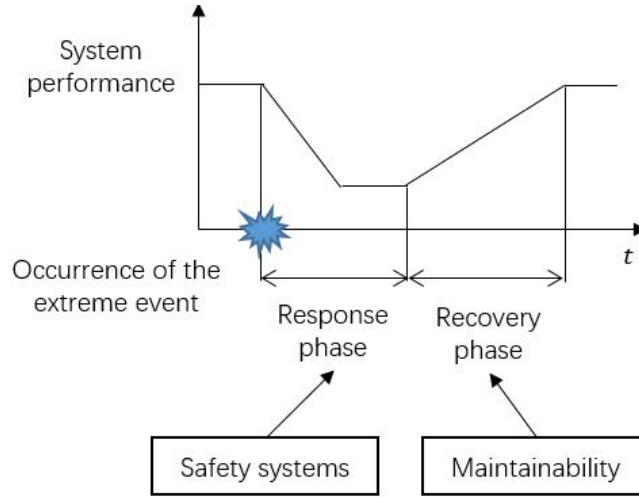 System
performance
t
Occurrence of the
extreme event
Response
phase
Recovery
phase
Safety systems
Maintainability